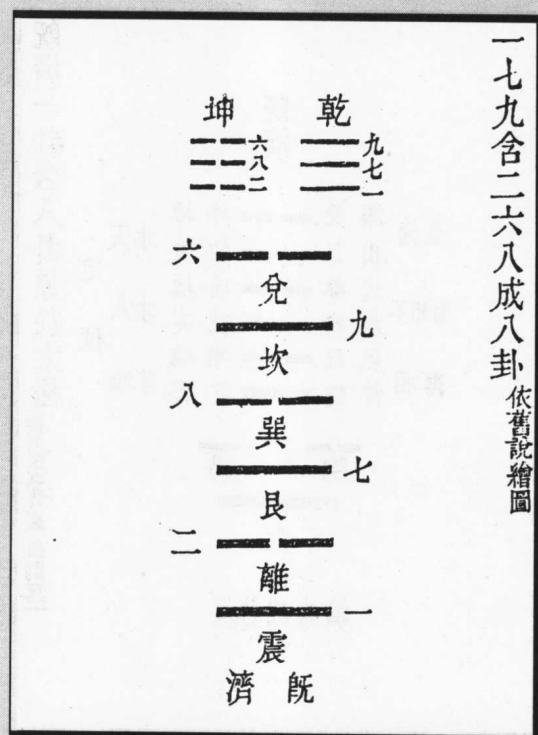 一七九含二六八成八卦 依舊說繪圖
乾
九
七
一
坤
六
八
二
六
兌
九
坎
八
巽
七
艮
二
離
一
震
既濟